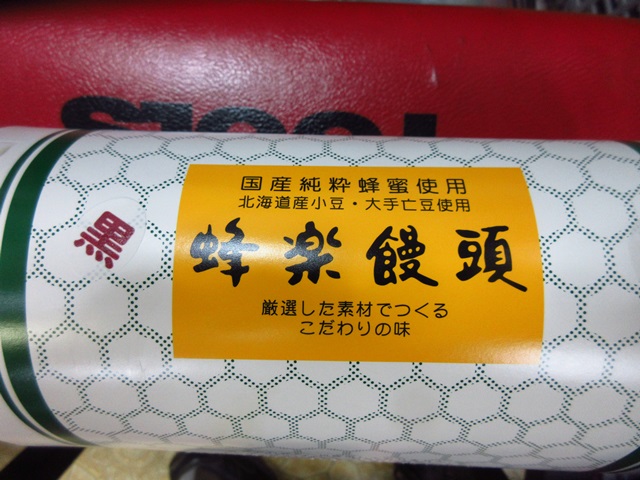 TOOLS
国産純粋蜂蜜使用
北海道産小豆・大手亡豆使用
蜂楽饅頭
厳選した素材でつくる
こだわりの味
黒